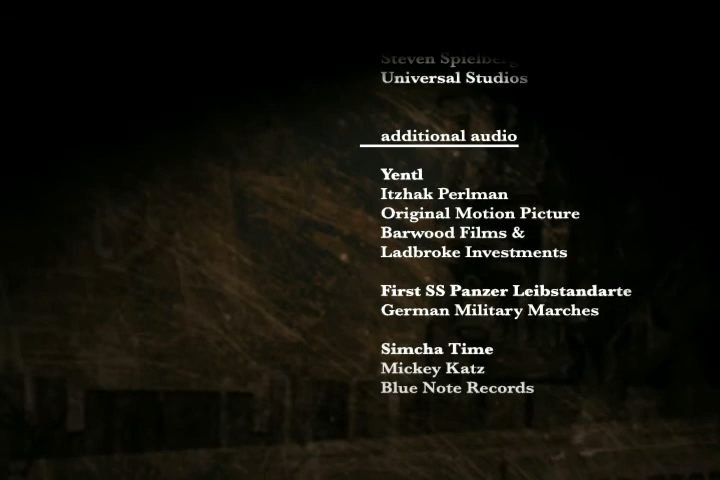 Steven Spielberg
Universal Studios
additional audio
Yentl
Itzhak Perlman
Original Motion Picture
Barwood Films &
Ladbroke Investments
First SS Panzer Leibstandarte
German Military Marches
Simcha Time
Mickey Katz
Blue Note Records